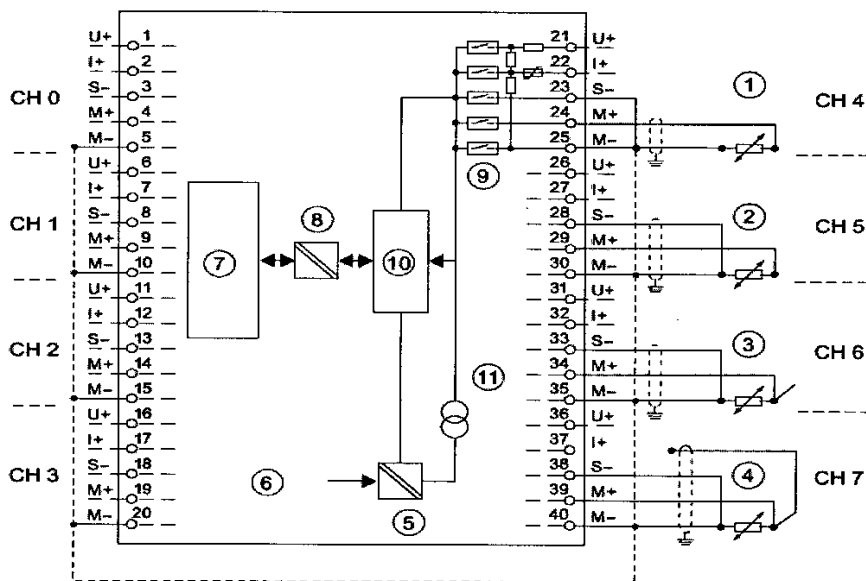 U+ 1
I+ 2
S− 3
CH 0
M+ 4
M− 5
U+ 6
I+ 7
S− 8
CH 1
M+ 9
M− 10
U+ 11
I+ 12
S− 13
CH 2
M+ 14
M− 15
U+ 16
I+ 17
S− 18
CH 3
M+ 19
M− 20
7
8
10
9
11
6
5
21 U+
22 I+
23 S−
24 M+
25 M−
1
CH 4
26 U+
27 I+
28 S−
29 M+
30 M−
2
CH 5
31 U+
32 I+
33 S−
34 M+
35 M−
3
CH 6
36 U+
37 I+
38 S−
39 M+
40 M−
4
CH 7